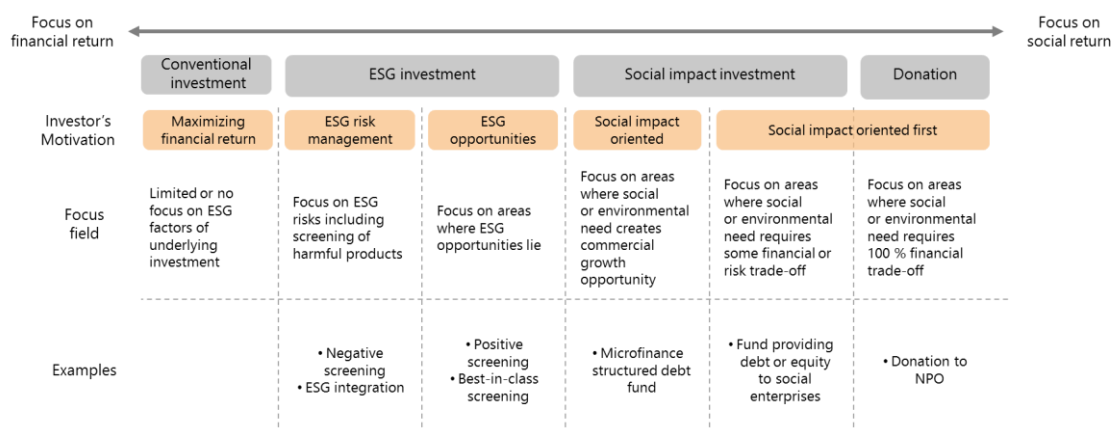 Focus on
financial return
Focus on
social return
Conventional
investment
ESG investment
Social impact investment
Donation
Investor's
Motivation
Maximizing
financial return
ESG risk
management
ESG
opportunities
Social impact
oriented
Social impact oriented first
Focus
field
Limited or no
focus on ESG
factors of
underlying
investment
Focus on ESG
risks including
screening of
harmful products
Focus on areas
where ESG
opportunities lie
Focus on areas
where social
or environmental
need creates
commercial
growth
opportunity
Focus on areas
where social
or environmental
need requires
some financial or
risk trade-off
Focus on areas
where social
or environmental
need requires
100 % financial
trade-off
Examples
• Negative
screening
• ESG integration
• Positive
screening
• Best-in-class
screening
• Microfinance
structured debt
fund
• Fund providing
debt or equity
to social
enterprises
• Donation to
NPO